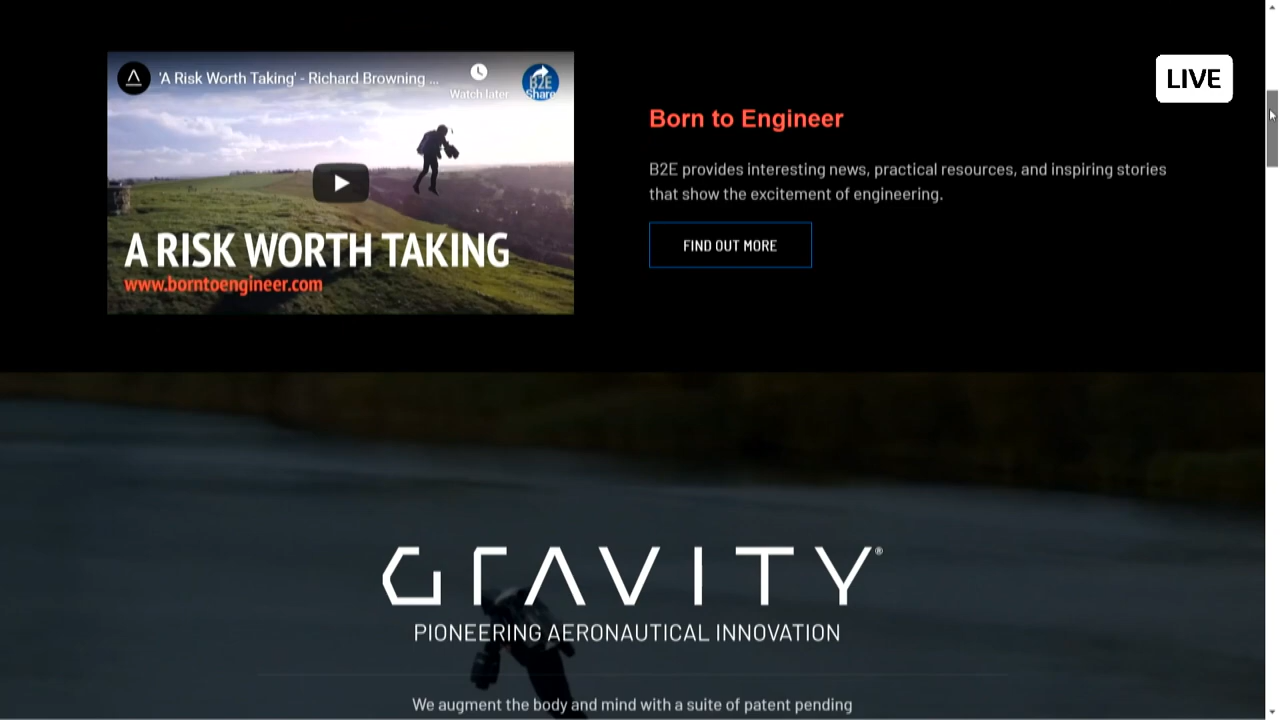 'A Risk Worth Taking' - Richard Browning ...
Watch later
B2E
Share
LIVE
A RISK WORTH TAKING
www.borntoengineer.com
Born to Engineer
B2E provides interesting news, practical resources, and inspiring stories
that show the excitement of engineering.
FIND OUT MORE
GRAVITY®
PIONEERING AERONAUTICAL INNOVATION
We augment the body and mind with a suite of patent pending